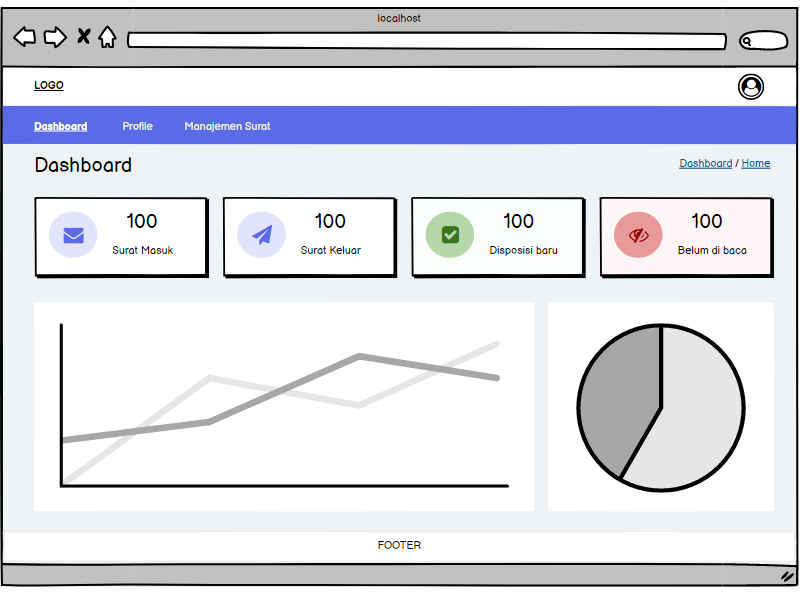 localhost
LOGO
Dashboard Profile Manajemen Surat
Dashboard
Dashboard / Home
100
Surat Masuk
100
Surat Keluar
100
Disposisi baru
100
Belum di baca
FOOTER